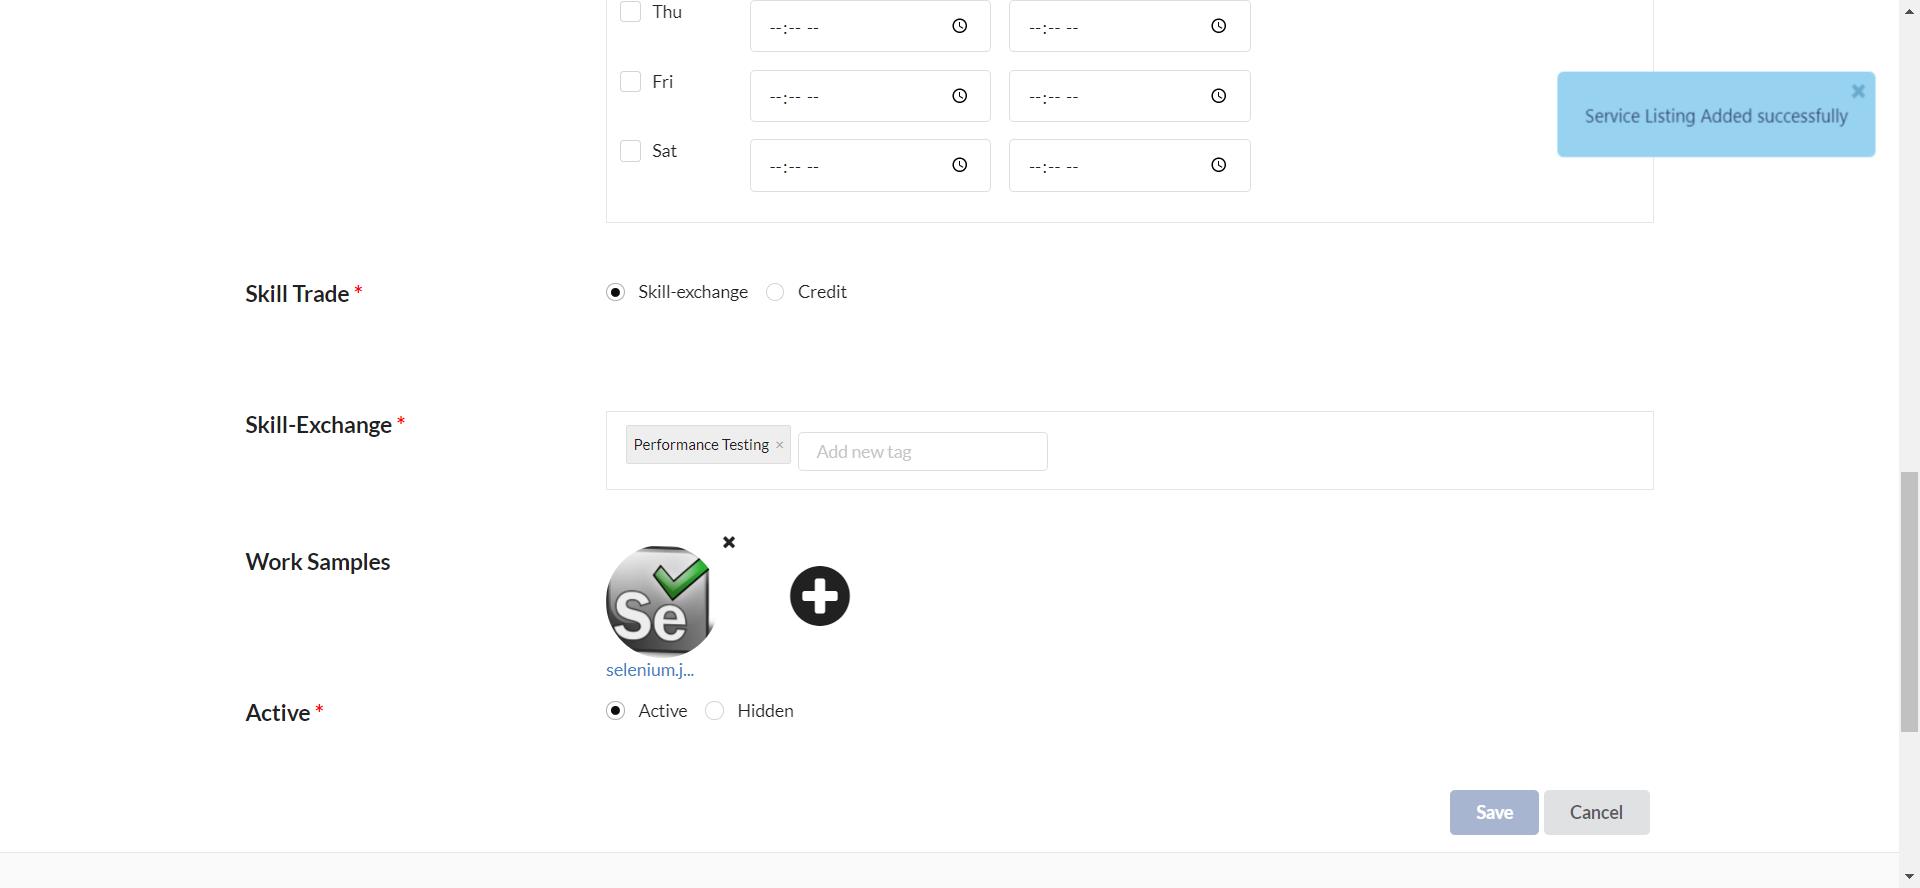 Thu --:-- -- --:-- --
Fri --:-- -- --:-- --
Service Listing Added successfully
Sat --:-- -- --:-- --
Skill Trade * Skill-exchange Credit
Skill-Exchange * Performance Testing × Add new tag
Work Samples
Se
selenium.j...
Active * Active Hidden
Save Cancel